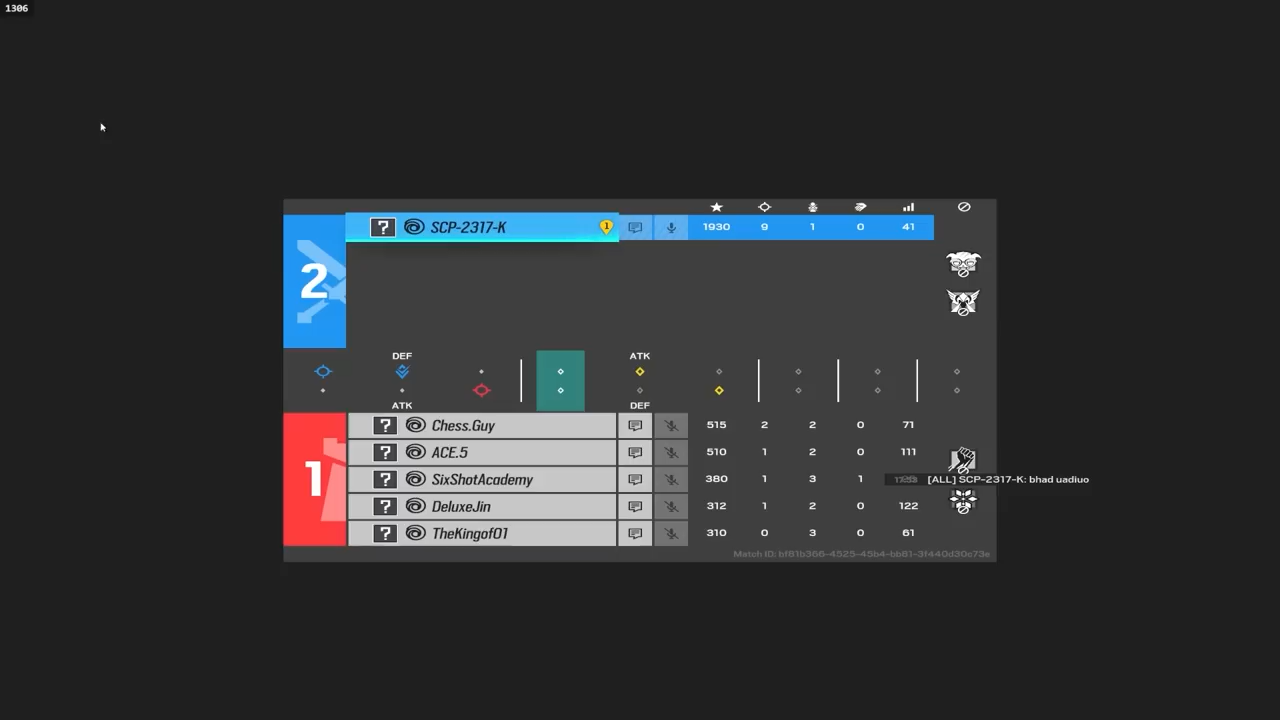 1306
SCP-2317-K 1 1930 9 1 0 41
2
DEF ATK
ATK DEF
1
? Chess.Guy 515 2 2 0 71
? ACE.5 510 1 2 0 111
? SixShotAcademy 380 1 3 1
[ALL] SCP-2317-K: bhad uadiuo
? DeluxeJin 312 1 2 0 122
? TheKingof01 310 0 3 0 61
Match ID: bf81b366-4525-45b4-bb81-3f440d30c73e